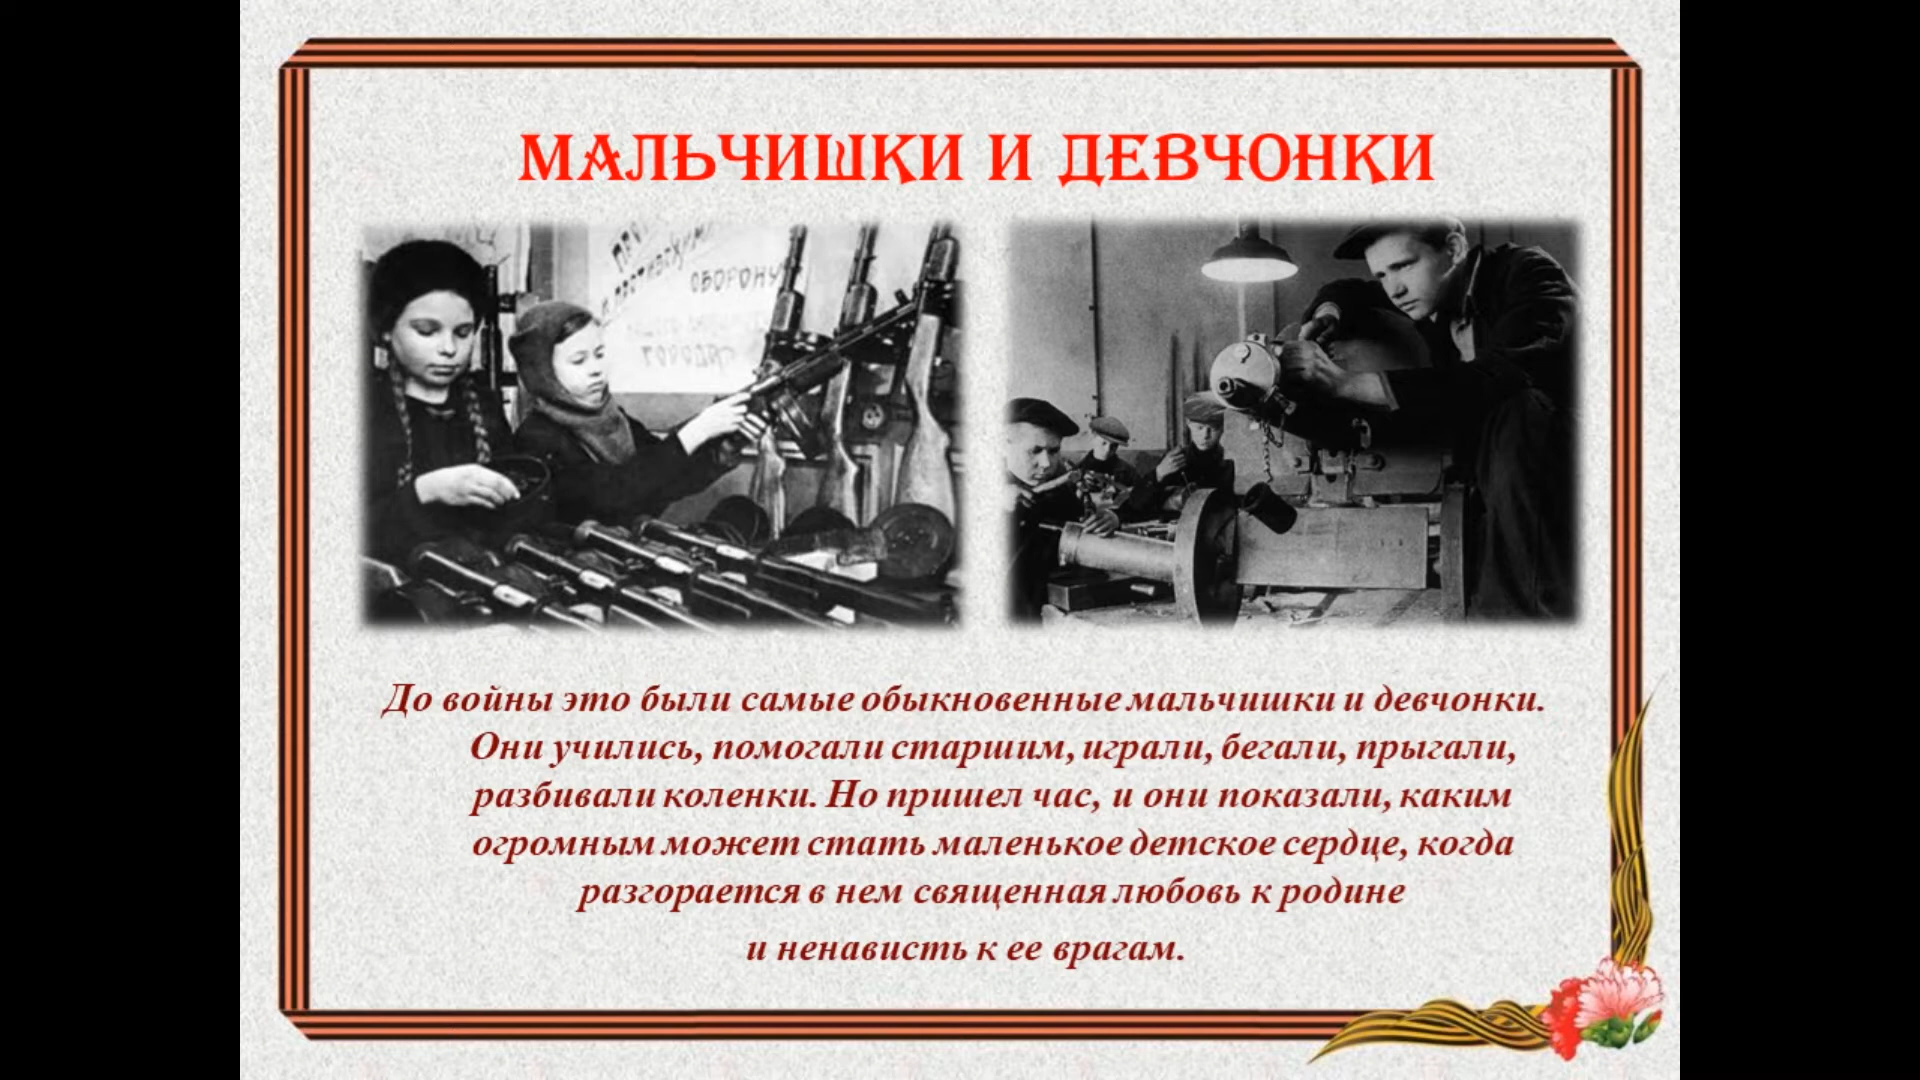 МАЛЬЧИШКИ И ДЕВЧОНКИ
ОБОРОНУ
ГОРОДА
До войны это были самые обыкновенные мальчишки и девчонки.
Они учились, помогали старшим, играли, бегали, прыгали,
разбивали коленки. Но пришел час, и они показали, каким
огромным может стать маленькое детское сердце, когда
разгорается в нем священная любовь к родине
и ненависть к ее врагам.